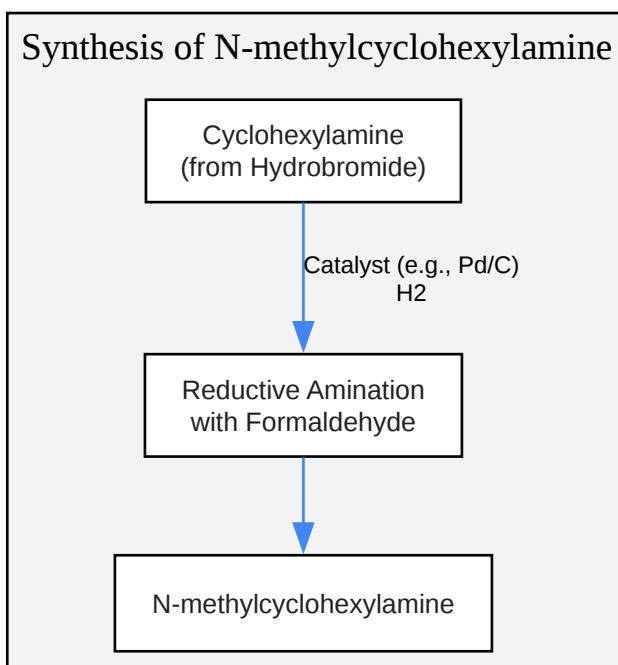 Synthesis of N-methylcyclohexylamine
Cyclohexylamine
(from Hydrobromide)
Catalyst (e.g., Pd/C)
H2
Reductive Amination
with Formaldehyde
N-methylcyclohexylamine